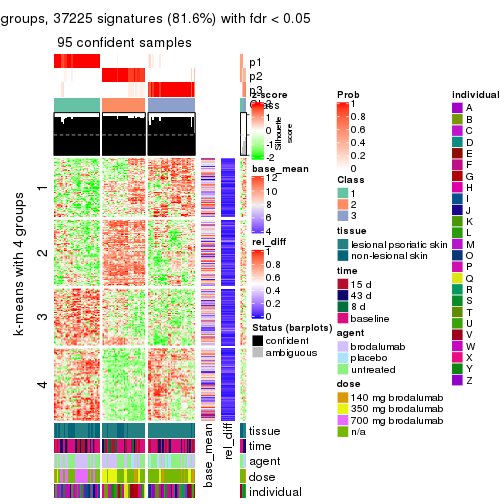 groups, 37225 signatures (81.6%) with fdr < 0.05
95 confident samples
p1
p2
p3
Class
z-score
2
1
0
-1
-2
1
0.5
0
Silhouette
score
k-means with 4 groups
1
2
3
4
base_mean
12
10
8
6
4
rel_diff
1
0.8
0.6
0.4
0.2
0
Status (barplots)
confident
ambiguous
Prob
1
0.8
0.6
0.4
0.2
0
Class
1
2
3
tissue
lesional psoriatic skin
non-lesional skin
time
15 d
43 d
8 d
baseline
agent
brodalumab
placebo
untreated
dose
140 mg brodalumab
350 mg brodalumab
700 mg brodalumab
n/a
individual
A
B
C
D
E
F
G
H
I
J
K
L
M
O
P
Q
R
S
T
U
V
W
X
Y
Z
tissue
time
agent
dose
individual
base_mean
rel_diff